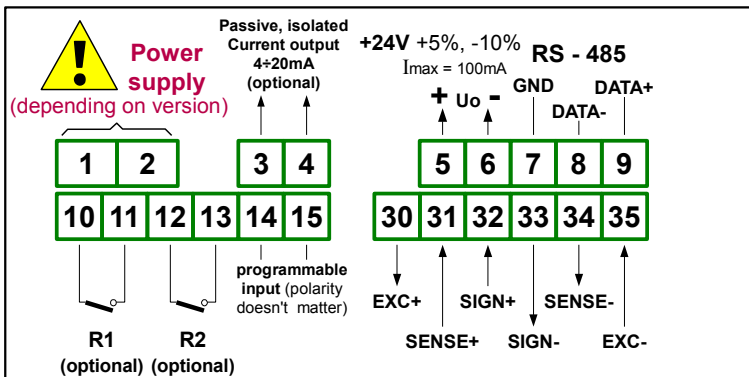 Power
supply
(depending on version)
Passive, isolated
Current output
4÷20mA
(optional)
+24V +5%, -10%
Imax = 100mA
+ Uo -
RS - 485
GND
DATA-
DATA+
1 2 3 4 5 6 7 8 9
10 11 12 13 14 15 30 31 32 33 34 35
R1
(optional)
R2
(optional)
programmable
input (polarity
doesn't matter)
EXC+
SENSE+
SIGN+
SIGN-
SENSE-
EXC-